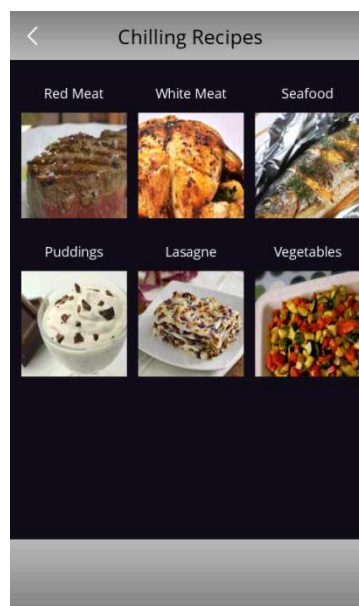 Chilling Recipes
Red Meat White Meat Seafood
Puddings Lasagne Vegetables